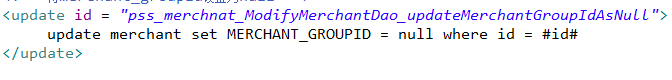 <update id = "pss_merchnat_ModifyMerchantDao_updateMerchantGroupIdAsNull">
update merchant set MERCHANT_GROUPID = null where id = #id#
</update>